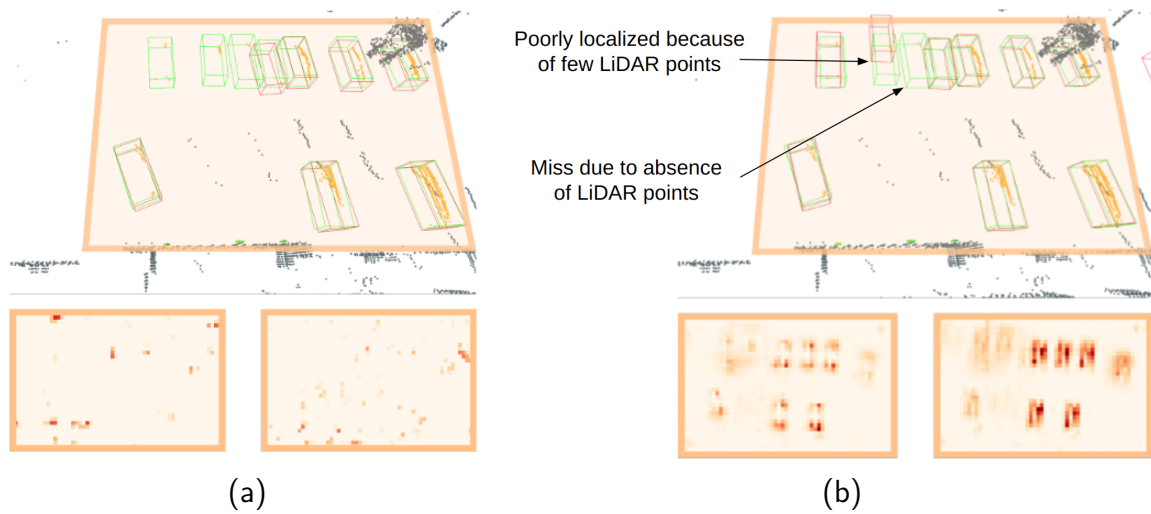 Poorly localized because
of few LiDAR points
Miss due to absence
of LiDAR points
(a)
(b)